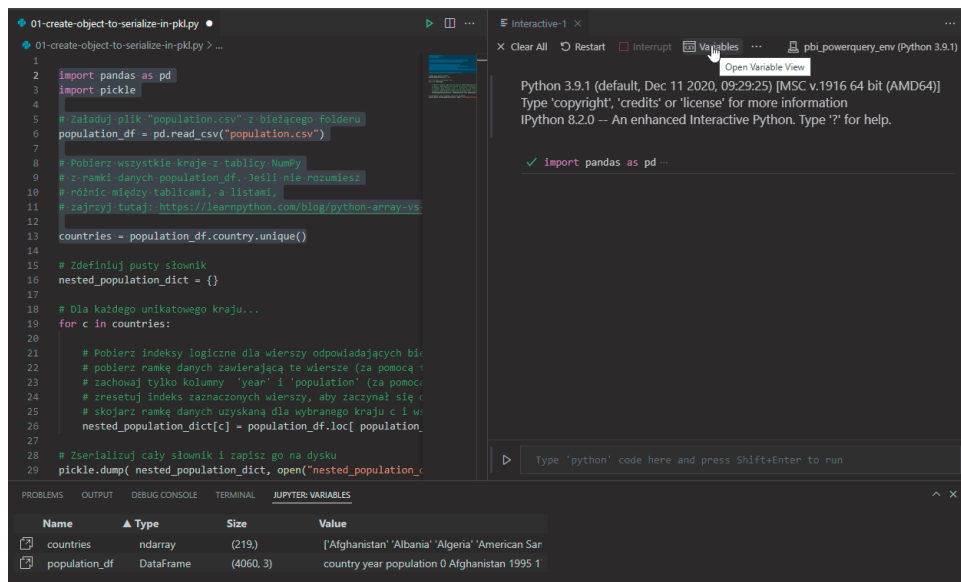 01-create-object-to-serialize-in-pkl.py
01-create-object-to-serialize-in-pkl.py > ...
1
2 import pandas as pd
3 import pickle
4
5 # Załaduj plik "population.csv" z bieżącego folderu
6 population_df = pd.read_csv("population.csv")
7
8 # Pobierz wszystkie kraje z tablicy NumPy
9 # z ramki danych population_df. Jeśli nie rozumiesz
10 # różnic między tablicami, a listami,
11 # zajrzyj tutaj: https://learnpython.com/blog/python-array-vs-
12
13 countries = population_df.country.unique()
14
15 # Zdefiniuj pusty słownik
16 nested_population_dict = {}
17
18 # Dla każdego unikatowego kraju...
19 for c in countries:
20
21 # Pobierz indeksy logiczne dla wierszy odpowiadających
22 # pobierz ramkę danych zawierającą te wiersze (za pomocą
23 # zachowaj tylko kolumny 'year' i 'population' (za pomocą
24 # zresetuj indeks zaznaczonych wierszy, aby zaczynał się
25 # skojarz ramkę danych uzyskaną dla wybranego kraju c i
26 nested_population_dict[c] = population_df.loc[ population_
27
28 # Zserializuj cały słownik i zapisz go na dysku
29 pickle.dump( nested_population_dict, open("nested_population_
Interactive-1
Clear All Restart Interrupt Variables ... pbi_powerquery_env (Python 3.9.1)
Open Variable View
Python 3.9.1 (default, Dec 11 2020, 09:29:25) [MSC v.1916 64 bit (AMD64)]
Type 'copyright', 'credits' or 'license' for more information
IPython 8.2.0 -- An enhanced Interactive Python. Type '?' for help.
import pandas as pd ...
Type 'python' code here and press Shift+Enter to run
PROBLEMS OUTPUT DEBUG CONSOLE TERMINAL JUPYTER: VARIABLES
Name ▲ Type Size Value
countries ndarray (219,) ['Afghanistan' 'Albania' 'Algeria' 'American San
population_df DataFrame (4060, 3) country year population 0 Afghanistan 1995 1